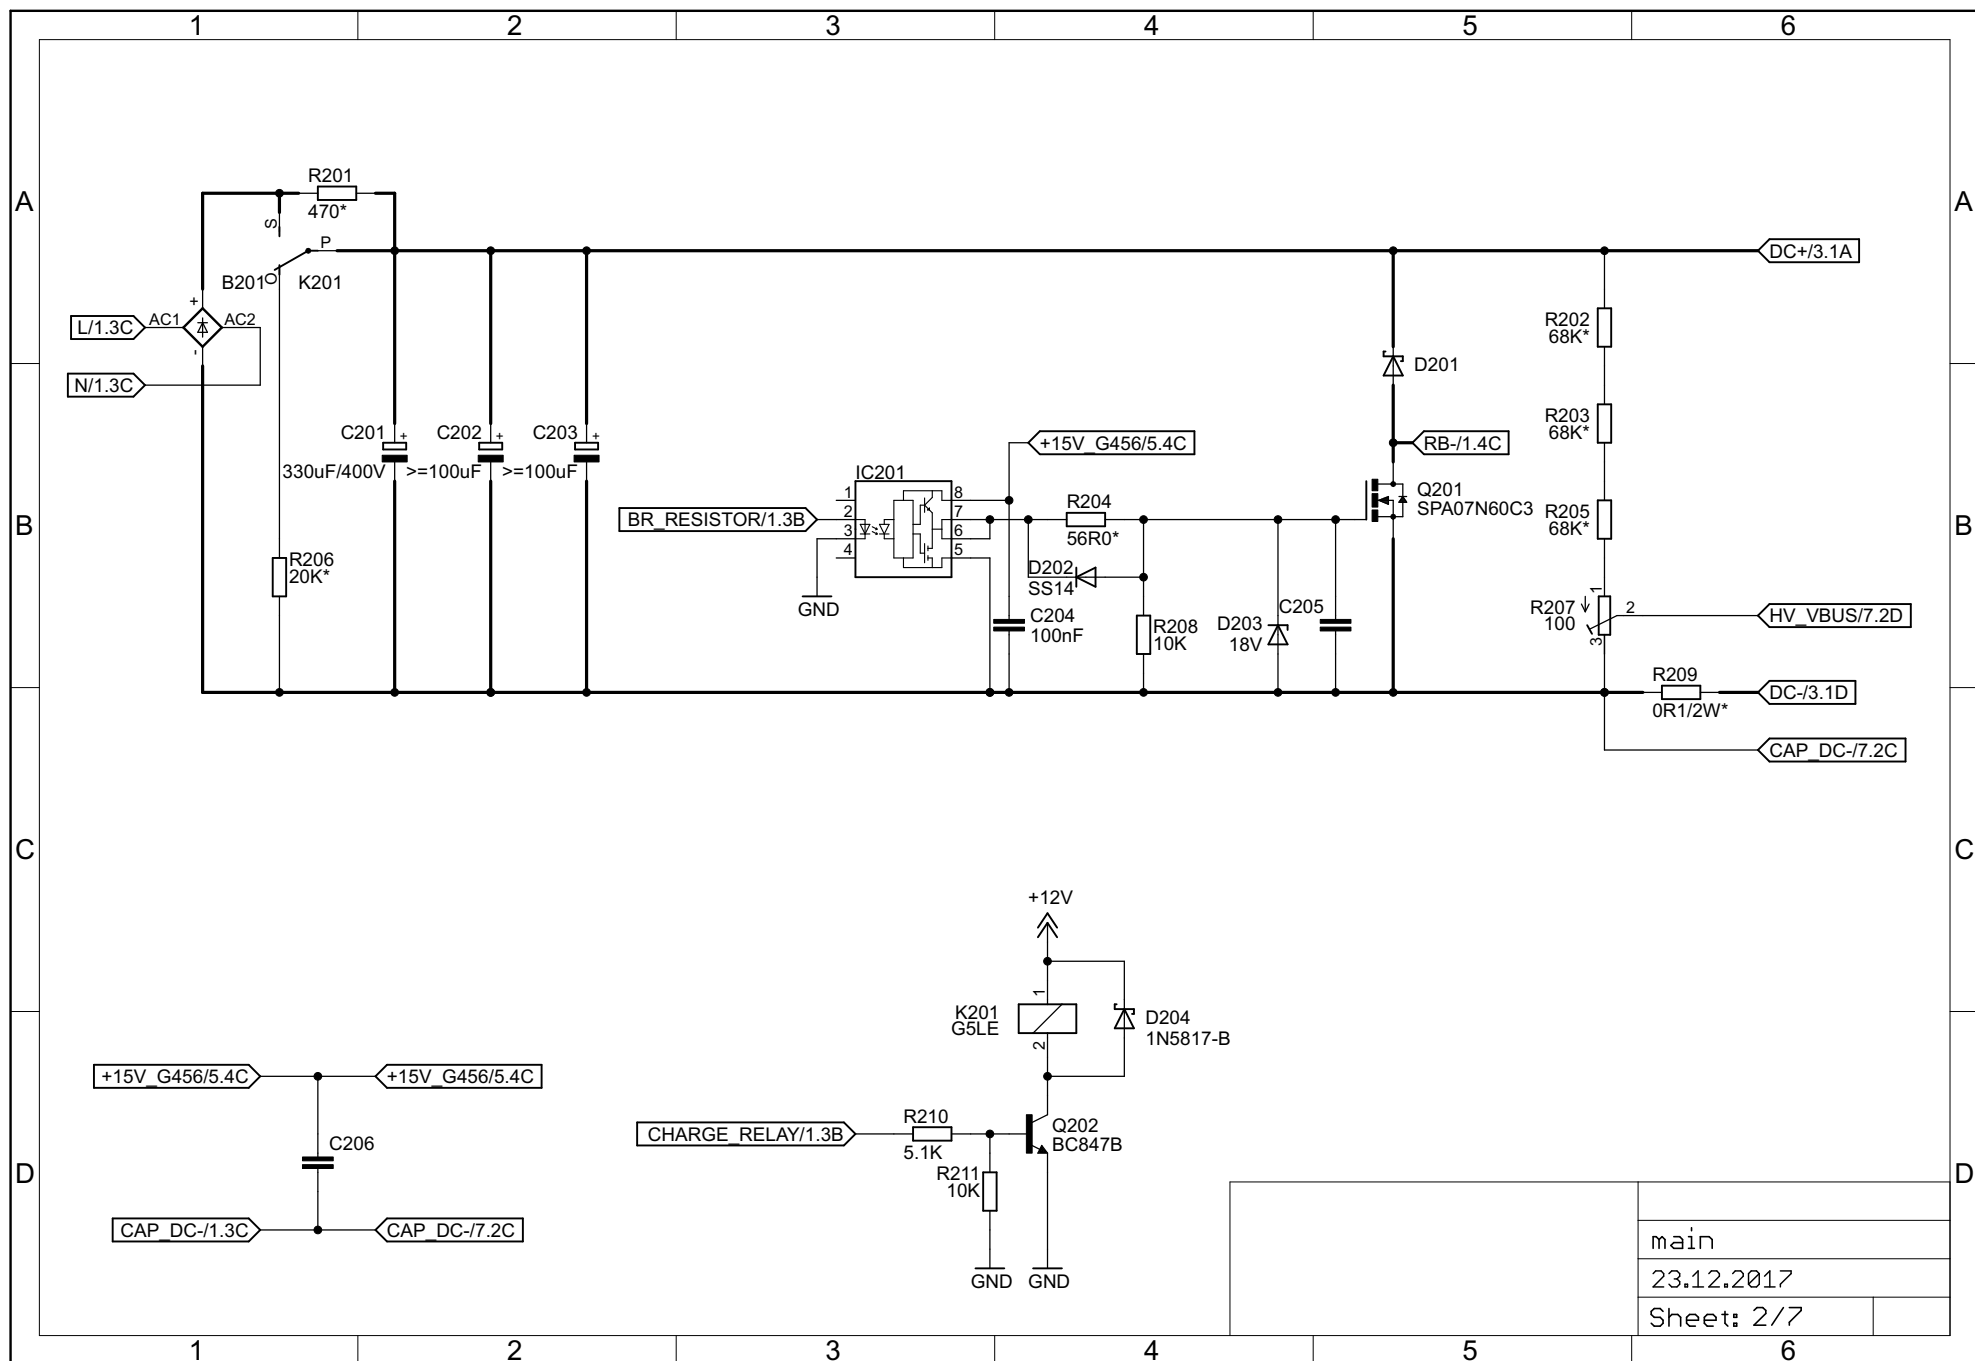 1 2 3 4 5 6
A A
R201
470*
S
P
B201 O K201
DC+/3.1A
+
L/1.3C AC1 AC2
-
N/1.3C
R202
68K*
D201
R203
68K*
C201 + C202 + C203 +
330uF/400V >=100uF >=100uF
+15V_G456/5.4C
RB-/1.4C
IC201
1 8
2 7
3 6
4 5
BR_RESISTOR/1.3B
GND
R204
56R0*
Q201
SPA07N60C3
R205
68K*
B B
R206
20K*
D202
SS14
C204
100nF
R208
10K
D203
18V
C205
R207
100
1
2
3
HV_VBUS/7.2D
R209
0R1/2W*
DC-/3.1D
CAP_DC-/7.2C
C C
+12V
1
K201
G5LE
2
D204
1N5817-B
+15V_G456/5.4C +15V_G456/5.4C
C206
CAP_DC-/1.3C CAP_DC-/7.2C
CHARGE_RELAY/1.3B
R210
5.1K
Q202
BC847B
R211
10K
GND GND
D D
main
23.12.2017
Sheet: 2/7
1 2 3 4 5 6